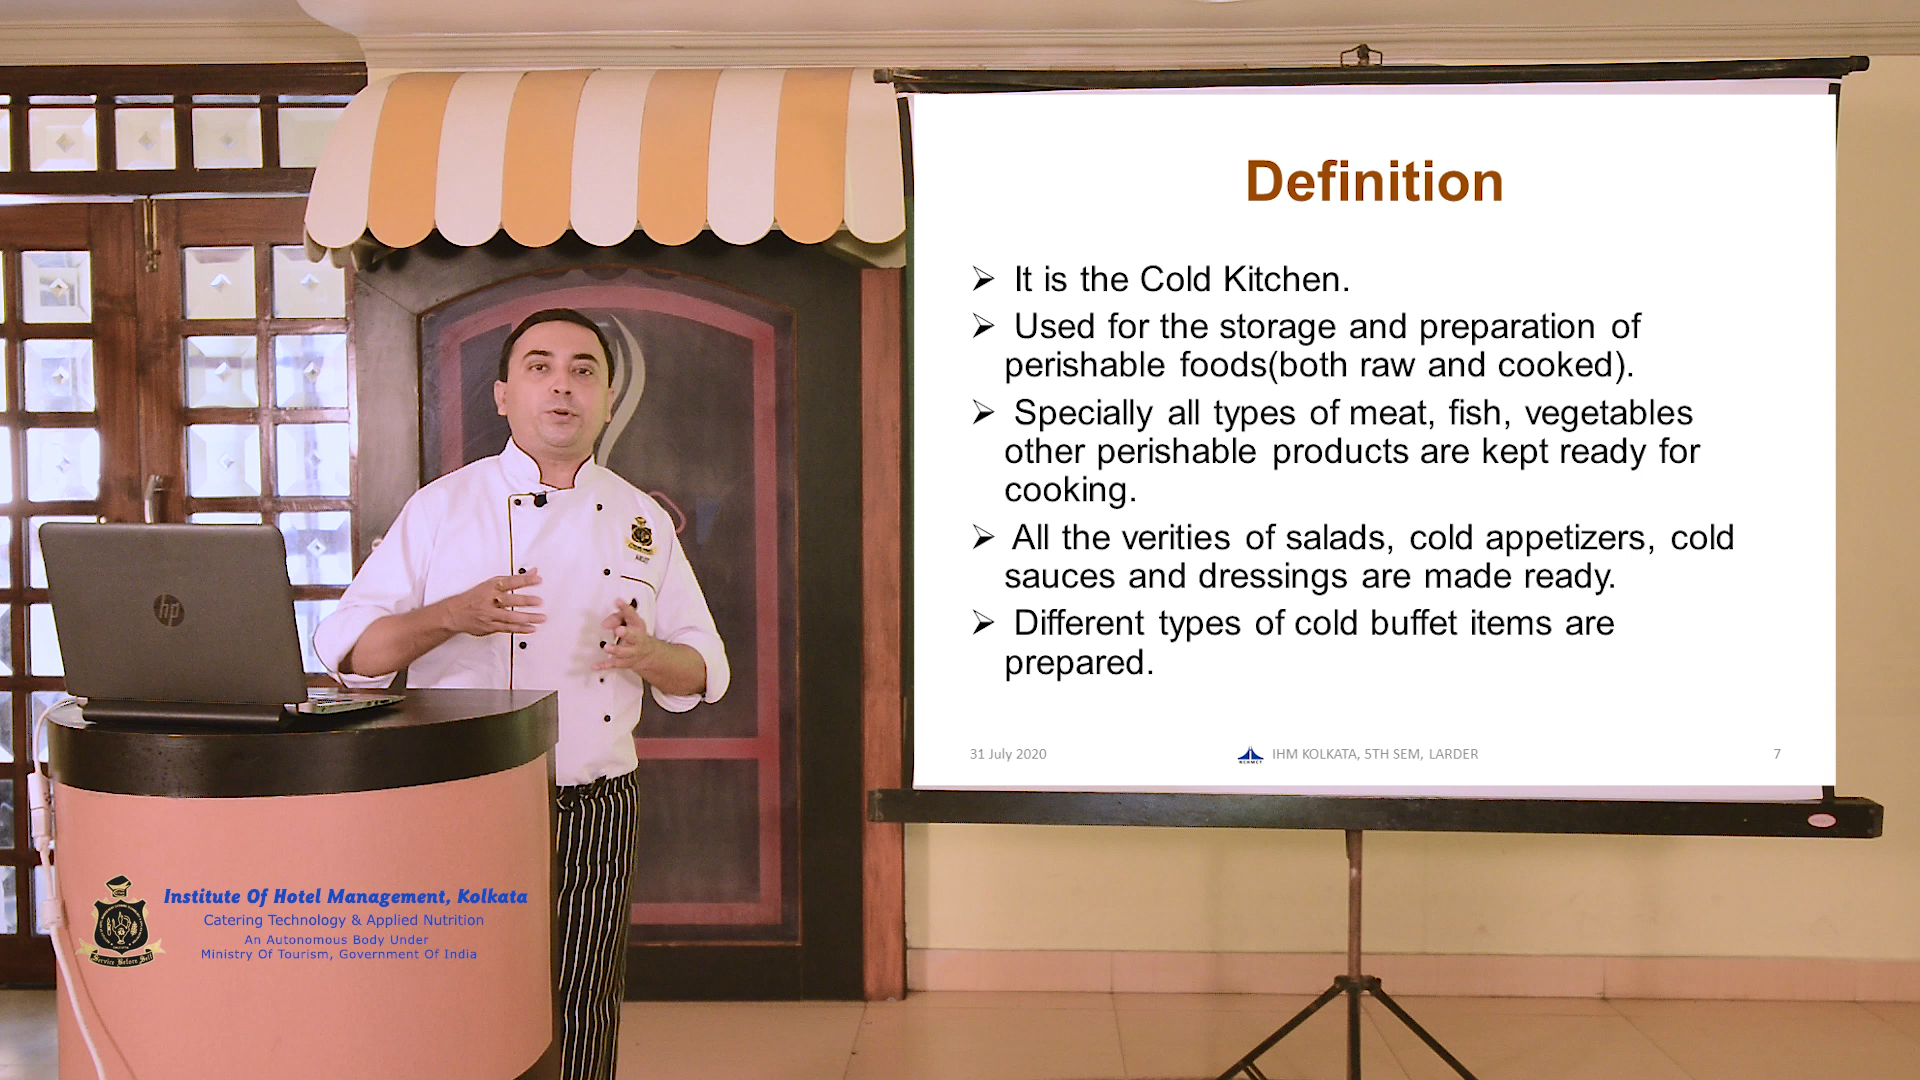 Definition
➢ It is the Cold Kitchen.
➢ Used for the storage and preparation of
perishable foods(both raw and cooked).
➢ Specially all types of meat, fish, vegetables
other perishable products are kept ready for
cooking.
➢ All the verities of salads, cold appetizers, cold
sauces and dressings are made ready.
➢ Different types of cold buffet items are
prepared.
31 July 2020
IHM KOLKATA, 5TH SEM, LARDER
7
hp
Institute Of Hotel Management, Kolkata
Catering Technology & Applied Nutrition
An Autonomous Body Under
Ministry Of Tourism, Government Of India
Service Before Self